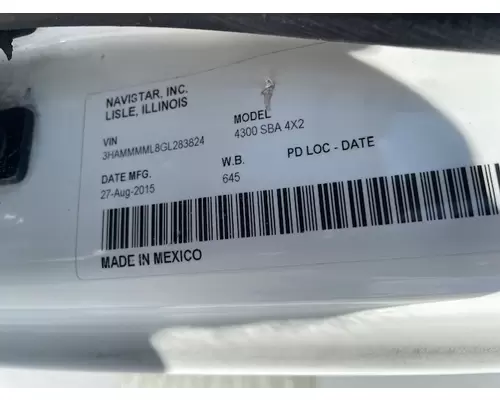 NAVISTAR, INC.
LISLE, ILLINOIS
VIN
3HAMMMML8GL283624
MODEL
4300 SBA 4X2
DATE MFG.
27-Aug-2015
W.B.
645
PD LOC - DATE
MADE IN MEXICO